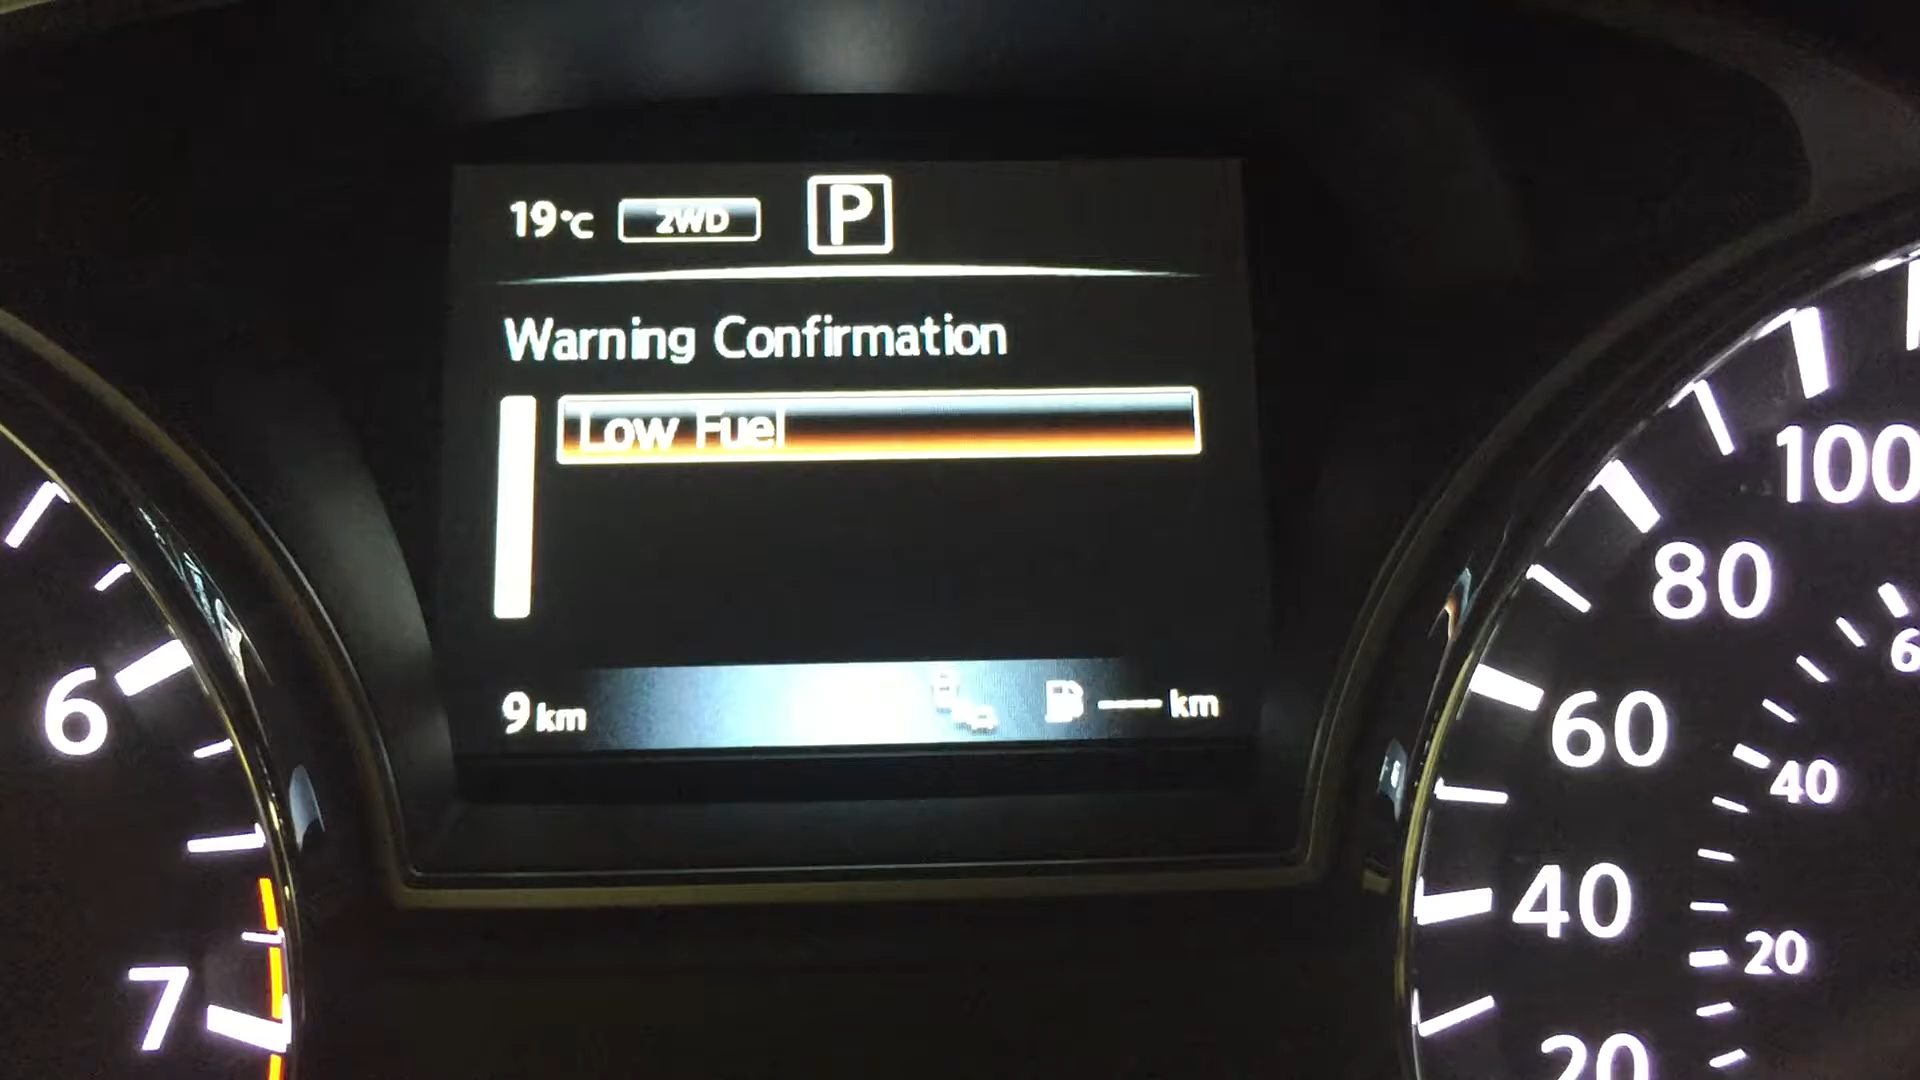 19°C 2WD P
Warning Confirmation
Low Fuel
9 km ---- km
6
7
100
80
60
40
20
6
40
20